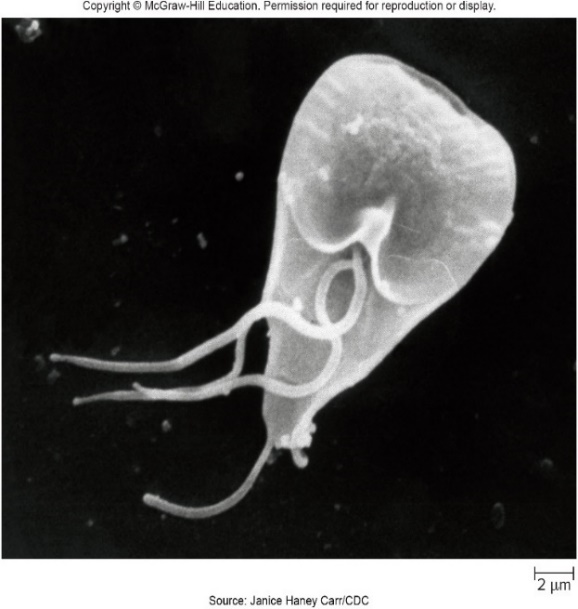 Copyright © McGraw-Hill Education. Permission required for reproduction or display.
2 μm
Source: Janice Haney Carr/CDC